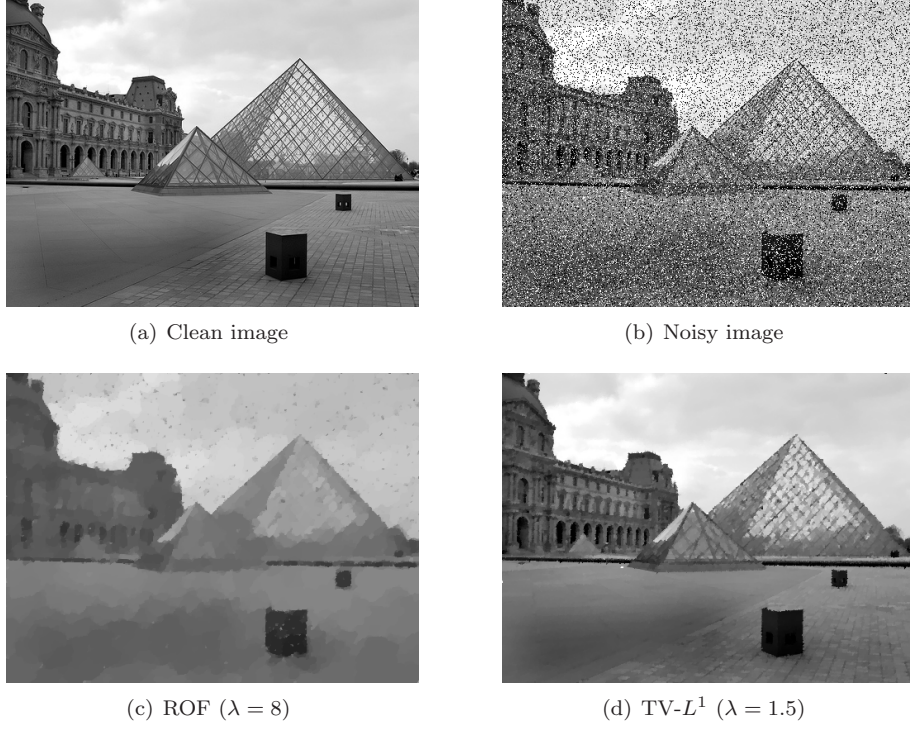 (a) Clean image
(b) Noisy image
(c) ROF (λ = 8)
(d) TV-L¹ (λ = 1.5)